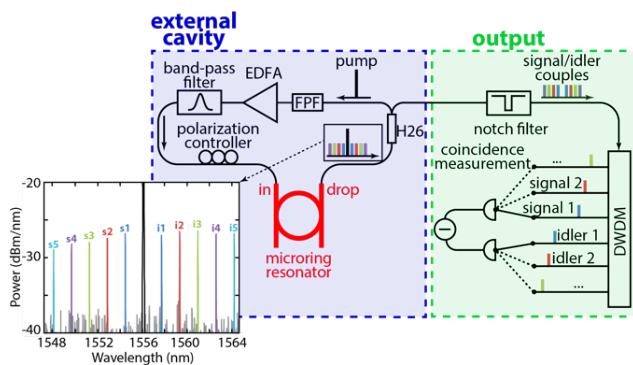 external
cavity
output
band-pass
filter
EDFA
pump
FPF
signal/idler
couples
H26
notch filter
polarization
controller
coincidence
measurement
...
signal 2
signal 1
idler 1
idler 2
...
DWDM
in
drop
microring
resonator
-20
-30
-40
Power (dBm/nm)
s5
s4
s3
s2
s1
i1
i2
i3
i4
i5
1548
1552
1556
1560
1564
Wavelength (nm)